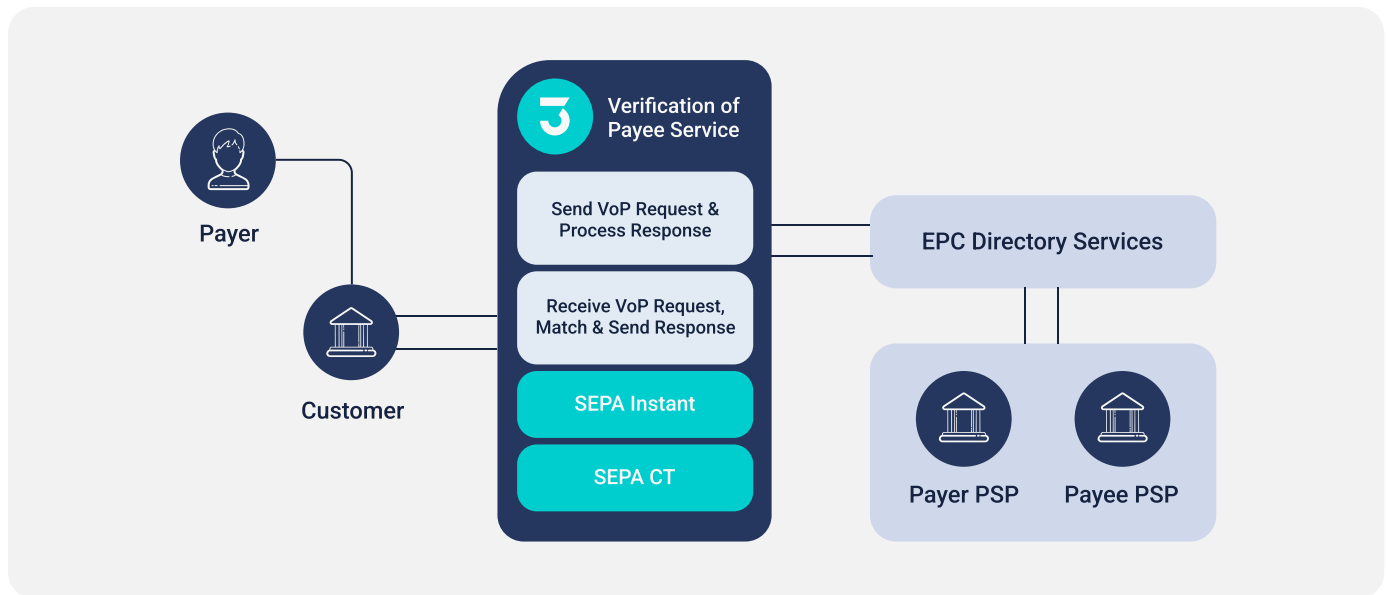 Verification of
Payee Service
Payer
Send VoP Request &
Process Response
EPC Directory Services
Receive VoP Request,
Match & Send Response
Customer
SEPA Instant
SEPA CT
Payer PSP
Payee PSP